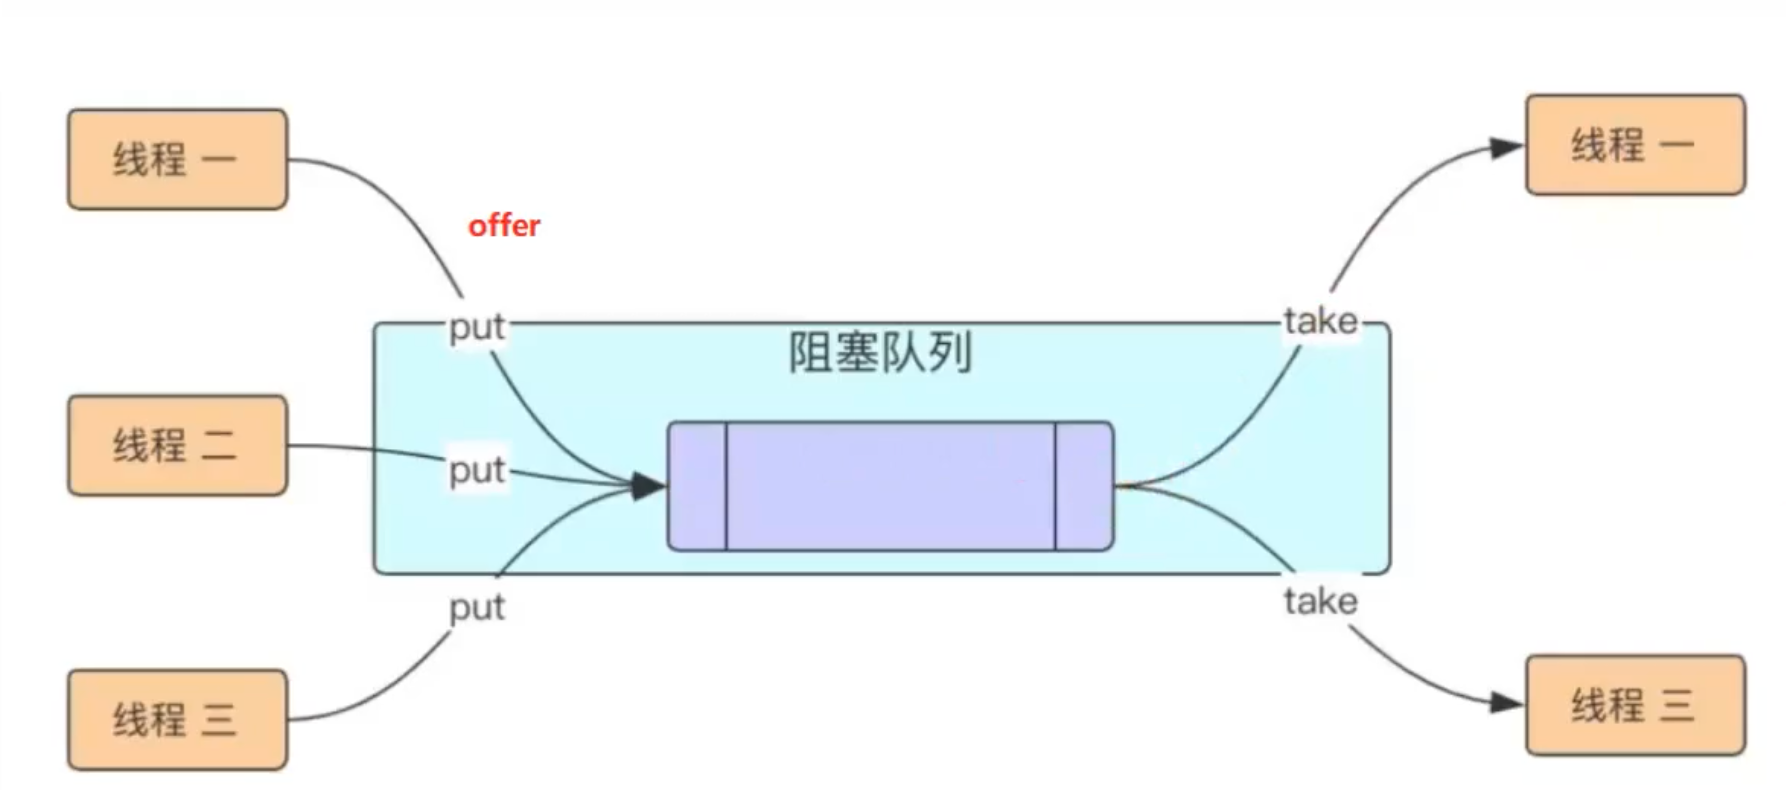 线程 一
线程 一
offer
put
take
阻塞队列
线程 二
put
put
take
线程 三
线程 三